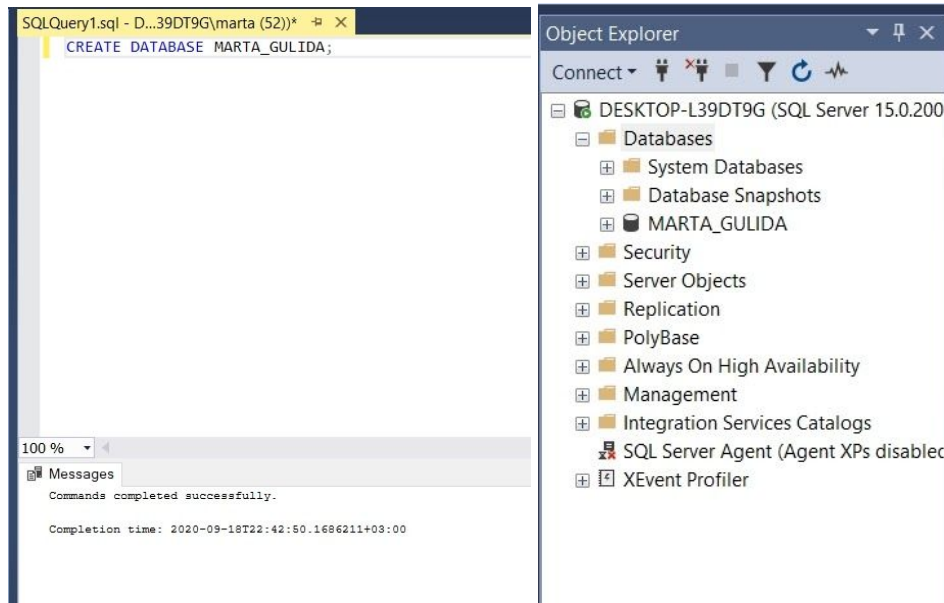 SQLQuery1.sql - D...39DT9G\marta (52))*
CREATE DATABASE MARTA_GULIDA;
100 %
Messages
Commands completed successfully.
Completion time: 2020-09-18T22:42:50.1686211+03:00
Object Explorer
Connect
DESKTOP-L39DT9G (SQL Server 15.0.200
Databases
System Databases
Database Snapshots
MARTA_GULIDA
Security
Server Objects
Replication
PolyBase
Always On High Availability
Management
Integration Services Catalogs
SQL Server Agent (Agent XPs disabled
XEvent Profiler